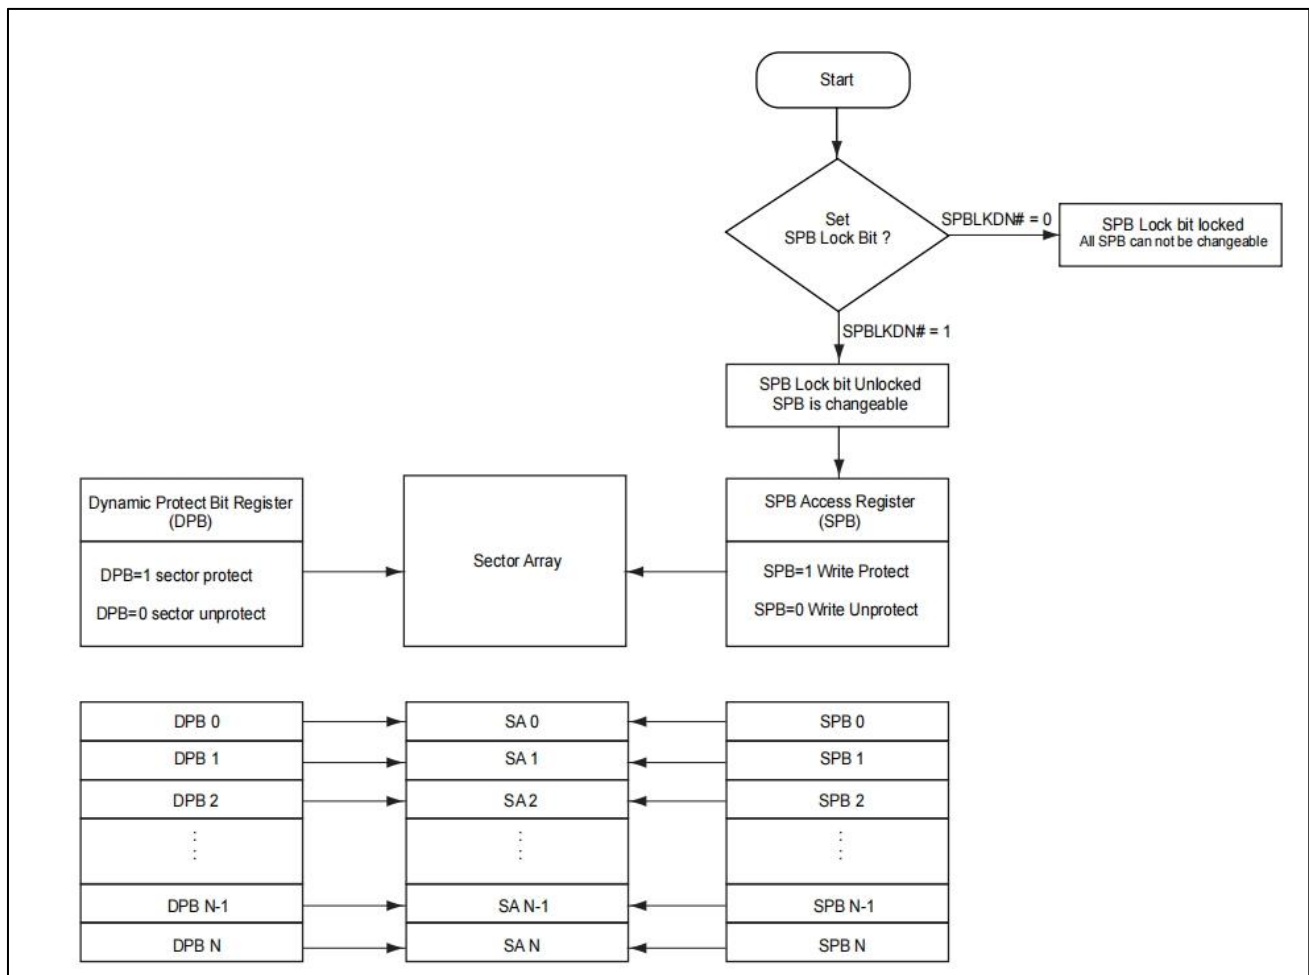 Start
Set
SPB Lock Bit ?
SPBLKDN# = 0
SPB Lock bit locked
All SPB can not be changeable
SPBLKDN# = 1
SPB Lock bit Unlocked
SPB is changeable
Dynamic Protect Bit Register
(DPB)
DPB=1 sector protect
DPB=0 sector unprotect
Sector Array
SPB Access Register
(SPB)
SPB=1 Write Protect
SPB=0 Write Unprotect
DPB 0
SA 0
SPB 0
DPB 1
SA 1
SPB 1
DPB 2
SA 2
SPB 2
DPB N-1
SA N-1
SPB N-1
DPB N
SA N
SPB N